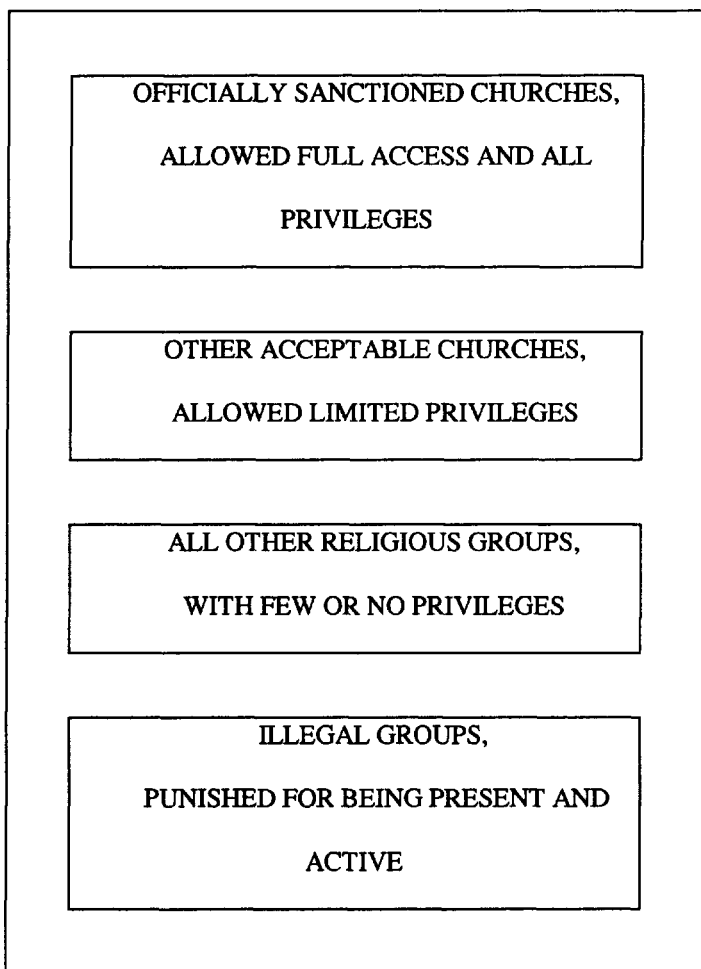 OFFICIALLY SANCTIONED CHURCHES,
ALLOWED FULL ACCESS AND ALL
PRIVILEGES
OTHER ACCEPTABLE CHURCHES,
ALLOWED LIMITED PRIVILEGES
ALL OTHER RELIGIOUS GROUPS,
WITH FEW OR NO PRIVILEGES
ILLEGAL GROUPS,
PUNISHED FOR BEING PRESENT AND
ACTIVE